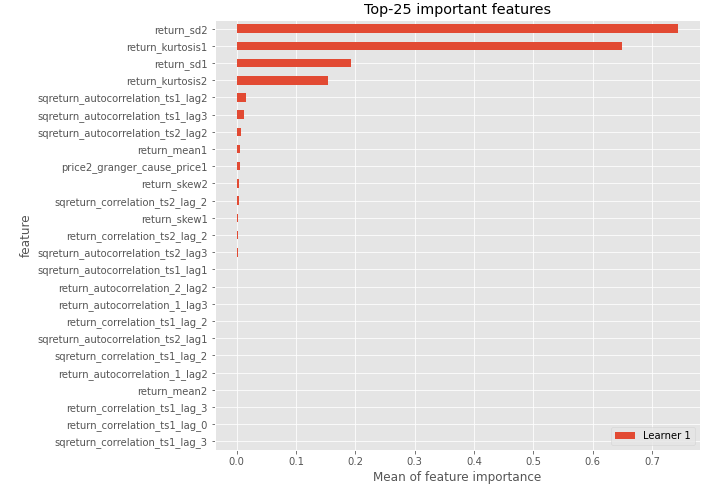 Top-25 important features
return_sd2
return_kurtosis1
return_sd1
return_kurtosis2
sqreturn_autocorrelation_ts1_lag2
sqreturn_autocorrelation_ts1_lag3
sqreturn_autocorrelation_ts2_lag2
return_mean1
price2_granger_cause_price1
return_skew2
sqreturn_correlation_ts2_lag_2
return_skew1
return_correlation_ts2_lag_2
sqreturn_autocorrelation_ts2_lag3
sqreturn_autocorrelation_ts1_lag1
return_autocorrelation_2_lag2
return_autocorrelation_1_lag3
return_correlation_ts1_lag_2
sqreturn_autocorrelation_ts2_lag1
sqreturn_correlation_ts1_lag_2
return_autocorrelation_1_lag2
return_mean2
return_correlation_ts1_lag_3
return_correlation_ts1_lag_0
sqreturn_correlation_ts1_lag_3
feature
Learner 1
0.0 0.1 0.2 0.3 0.4 0.5 0.6 0.7
Mean of feature importance